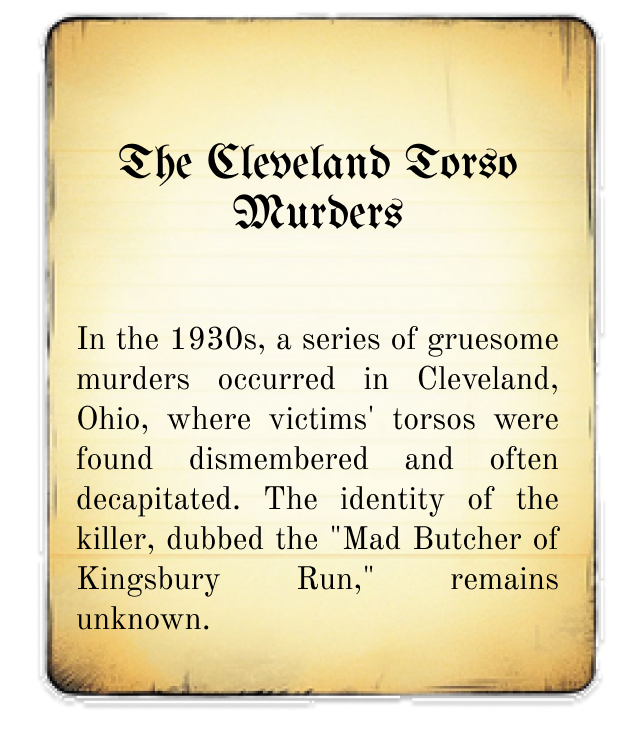 The Cleveland Torso
Murders
In the 1930s, a series of gruesome
murders occurred in Cleveland,
Ohio, where victims' torsos were
found dismembered and often
decapitated. The identity of the
killer, dubbed the "Mad Butcher of
Kingsbury Run," remains
unknown.